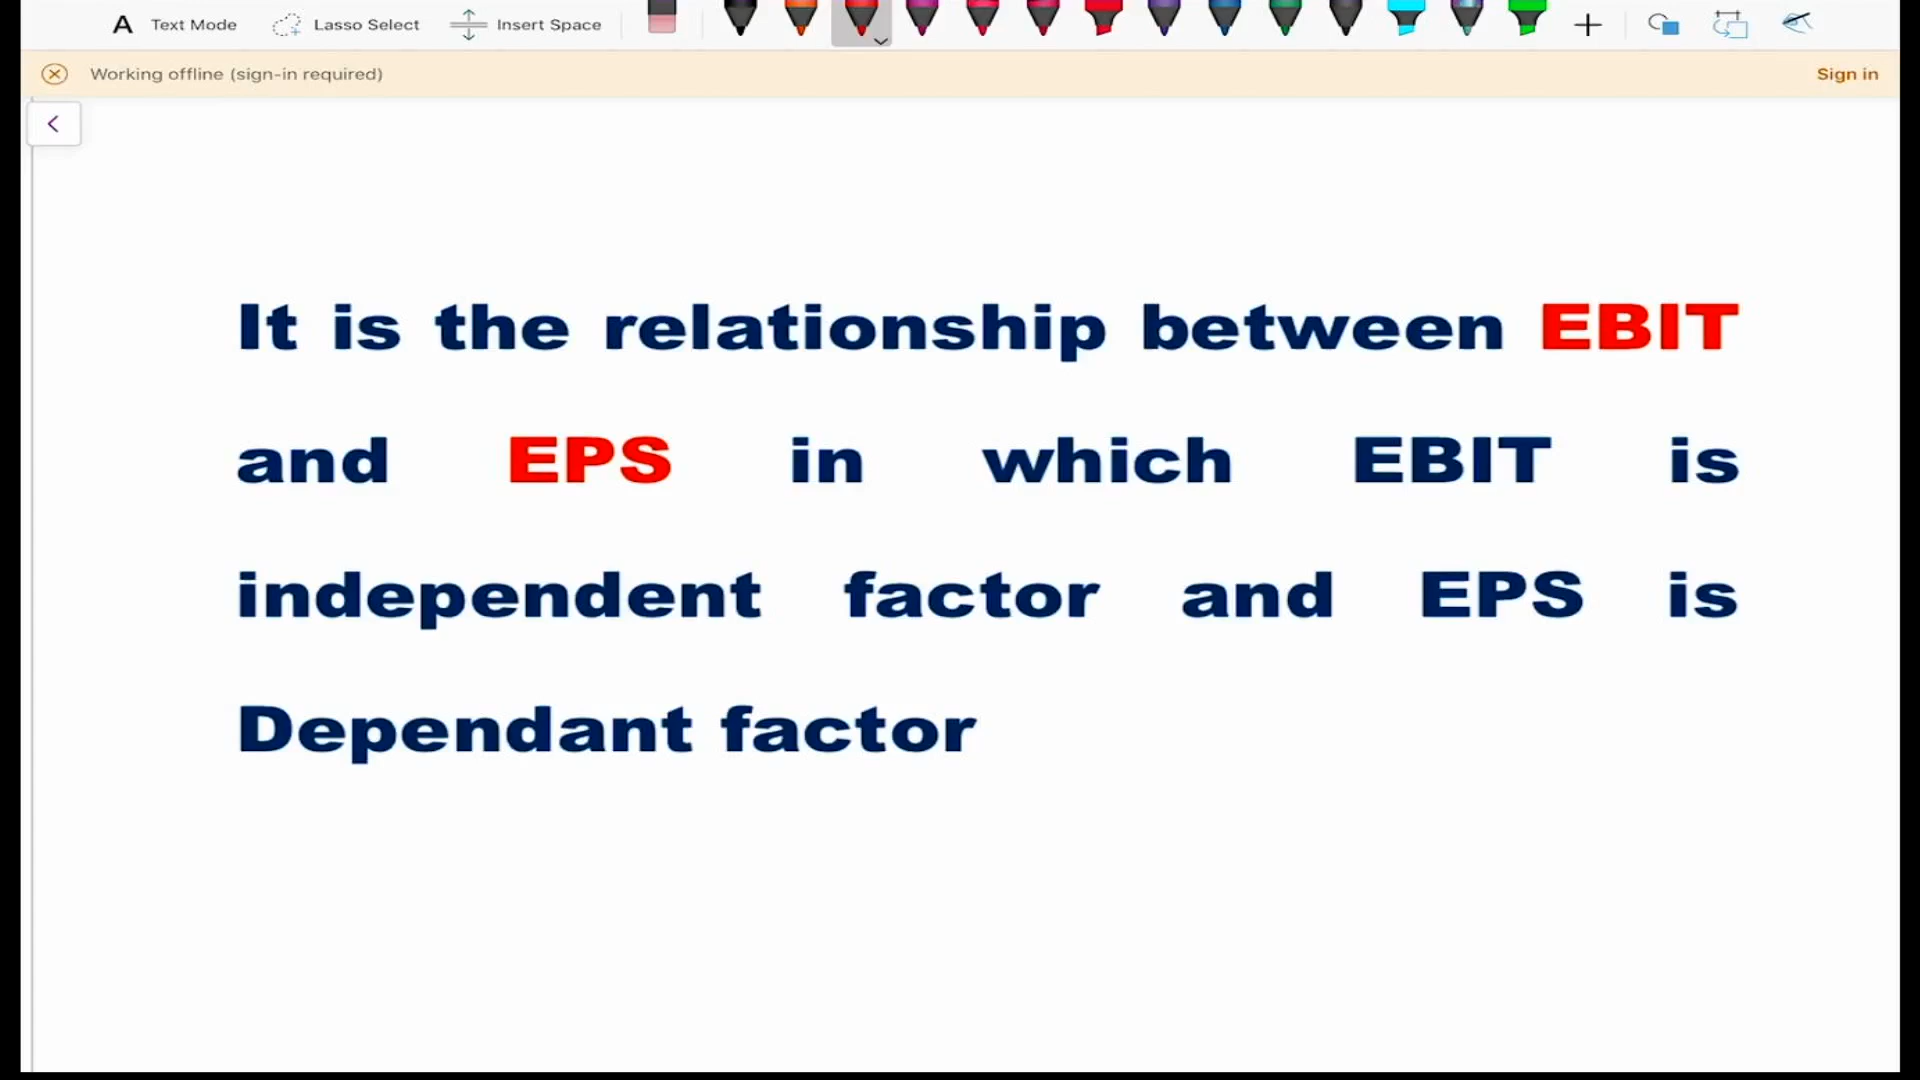 A Text Mode Lasso Select Insert Space
Working offline (sign-in required) Sign in
It is the relationship between EBIT
and EPS in which EBIT is
independent factor and EPS is
Dependant factor